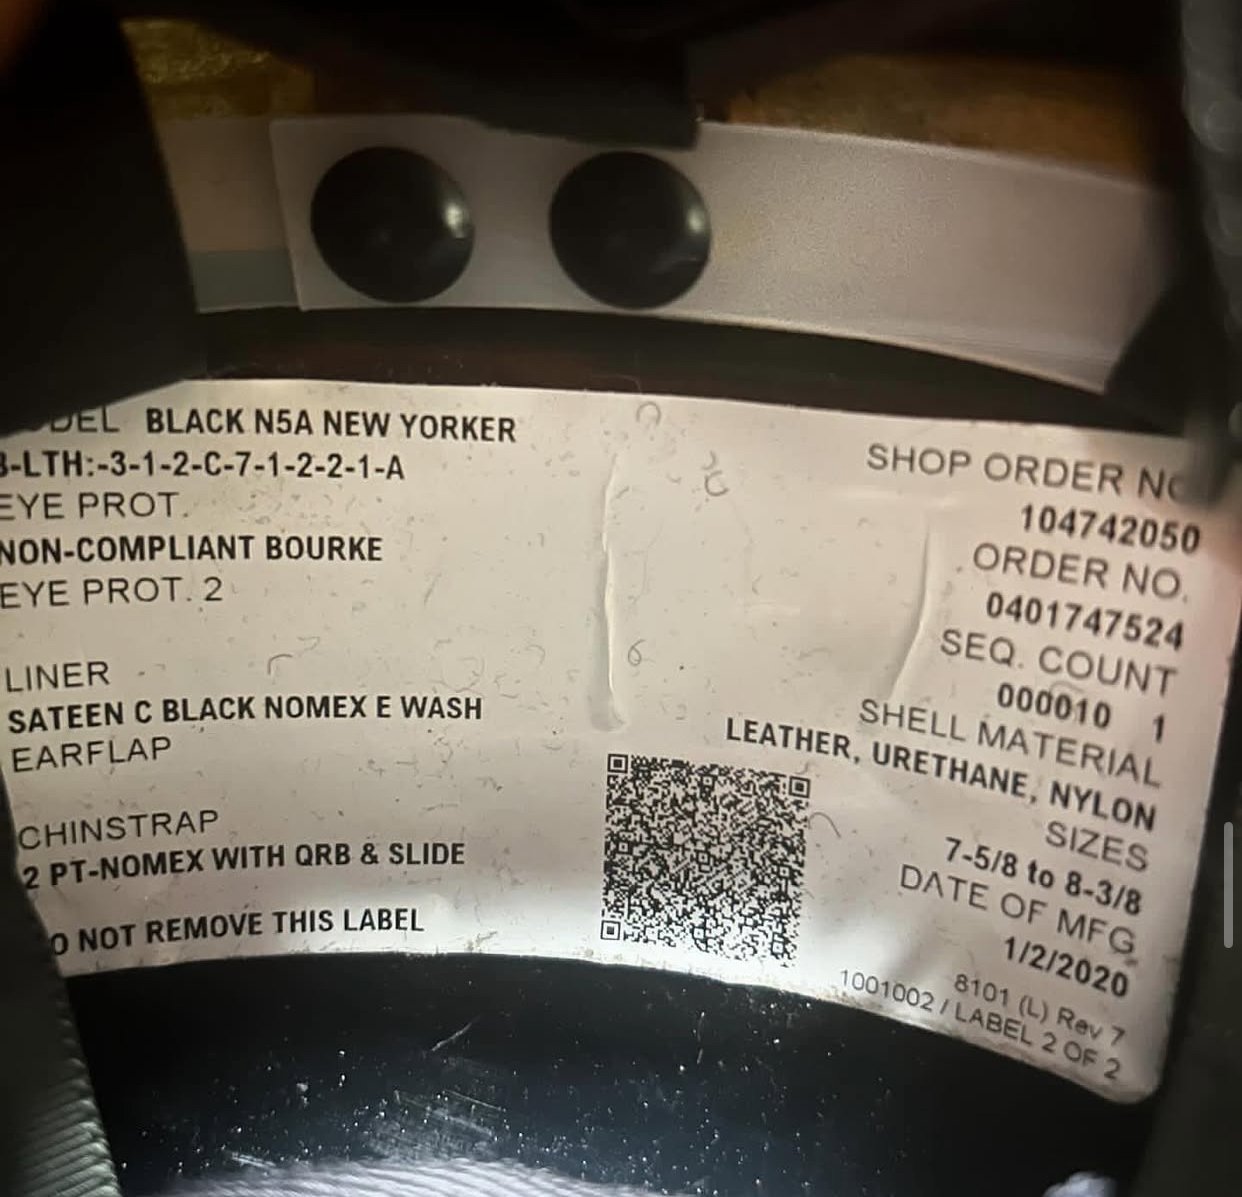 BLACK N5A NEW YORKER
-LTH:-3-1-2-C-7-1-2-2-1-A
EYE PROT.
NON-COMPLIANT BOURKE
EYE PROT. 2
LINER
SATEEN C BLACK NOMEX E WASH
EARFLAP
CHINSTRAP
2 PT-NOMEX WITH QRB & SLIDE
O NOT REMOVE THIS LABEL
SHOP ORDER NO
104742050
ORDER NO.
0401747524
SEQ. COUNT
000010 1
SHELL MATERIAL
LEATHER, URETHANE, NYLON
SIZES
7-5/8 to 8-3/8
DATE OF MFG
1/2/2020
8101 (L) Rev 7
1001002 / LABEL 2 OF 2